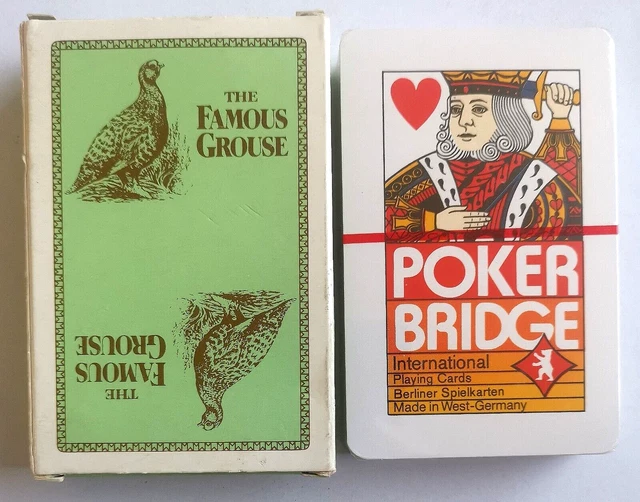 THE
FAMOUS
GROUSE
THE
FAMOUS
GROUSE
POKER
BRIDGE
International
Playing Cards
Berliner Spielkarten
Made in West-Germany